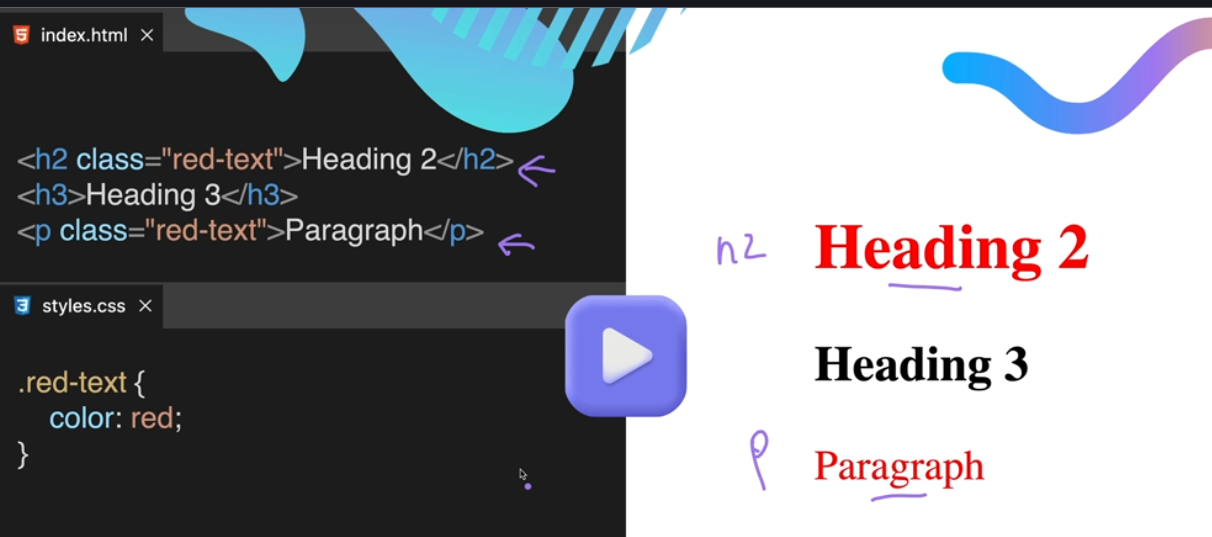 index.html
<h2 class="red-text">Heading 2</h2>
<h3>Heading 3</h3>
<p class="red-text">Paragraph</p>
styles.css
.red-text {
color: red;
}
h2 Heading 2
Heading 3
p Paragraph